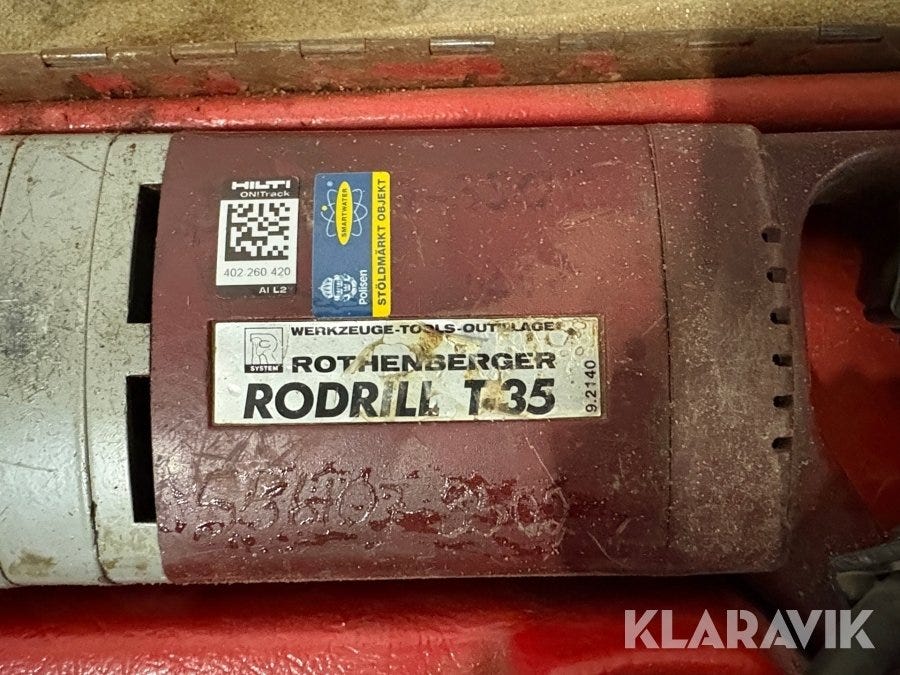 HILTI
ON!Track
402 260 420
AI L2
SMARTWATER
Polisen
STÖLDMÄRKT OBJEKT
WERKZEUGE-TOOLS-OUTILLAGES
R
SYSTEM
ROTHENBERGER
RODRILL T-35
9.2140
KLARAVIK